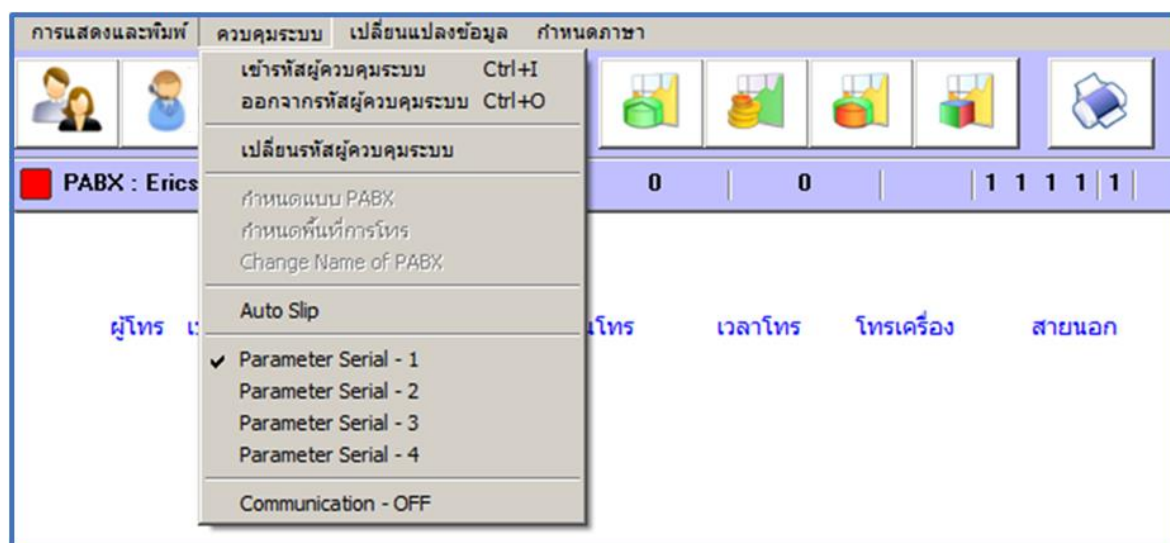 การแสดงและพิมพ์ ควบคุมระบบ เปลี่ยนแปลงข้อมูล กำหนดภาษา
เข้ารหัสผู้ควบคุมระบบ Ctrl+I
ออกจากรหัสผู้ควบคุมระบบ Ctrl+O
เปลี่ยนรหัสผู้ควบคุมระบบ
PABX : Erics 0 | 0 | | 1 1 1 1 | 1 |
กำหนดแบบ PABX
กำหนดพื้นที่การโทร
Change Name of PABX
Auto Slip
ผู้โทร นโทร เวลาโทร โทรเครื่อง สายนอก
Parameter Serial - 1
Parameter Serial - 2
Parameter Serial - 3
Parameter Serial - 4
Communication - OFF